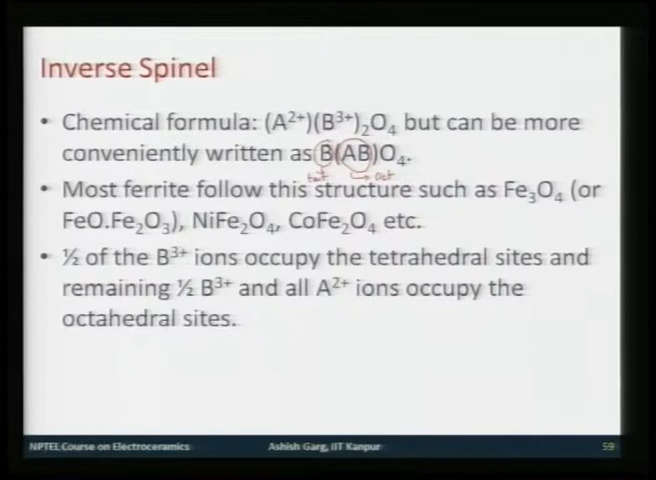 Inverse Spinel
• Chemical formula: (A²⁺)(B³⁺)₂O₄ but can be more
conveniently written as B(AB)O₄.
tet → oct
• Most ferrite follow this structure such as Fe₃O₄ (or
FeO.Fe₂O₃), NiFe₂O₄, CoFe₂O₄ etc.
• ½ of the B³⁺ ions occupy the tetrahedral sites and
remaining ½ B³⁺ and all A²⁺ ions occupy the
octahedral sites.
NPTEL Course on Electroceramics Ashish Garg, IIT Kanpur 59